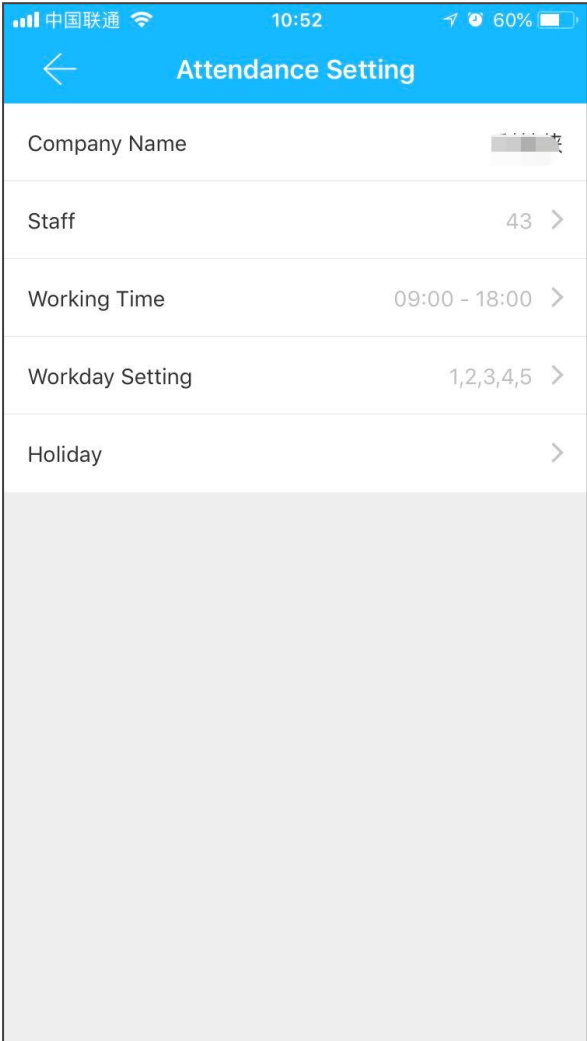 中国联通 10:52 60%
Attendance Setting
Company Name
Staff 43
Working Time 09:00 - 18:00
Workday Setting 1,2,3,4,5
Holiday